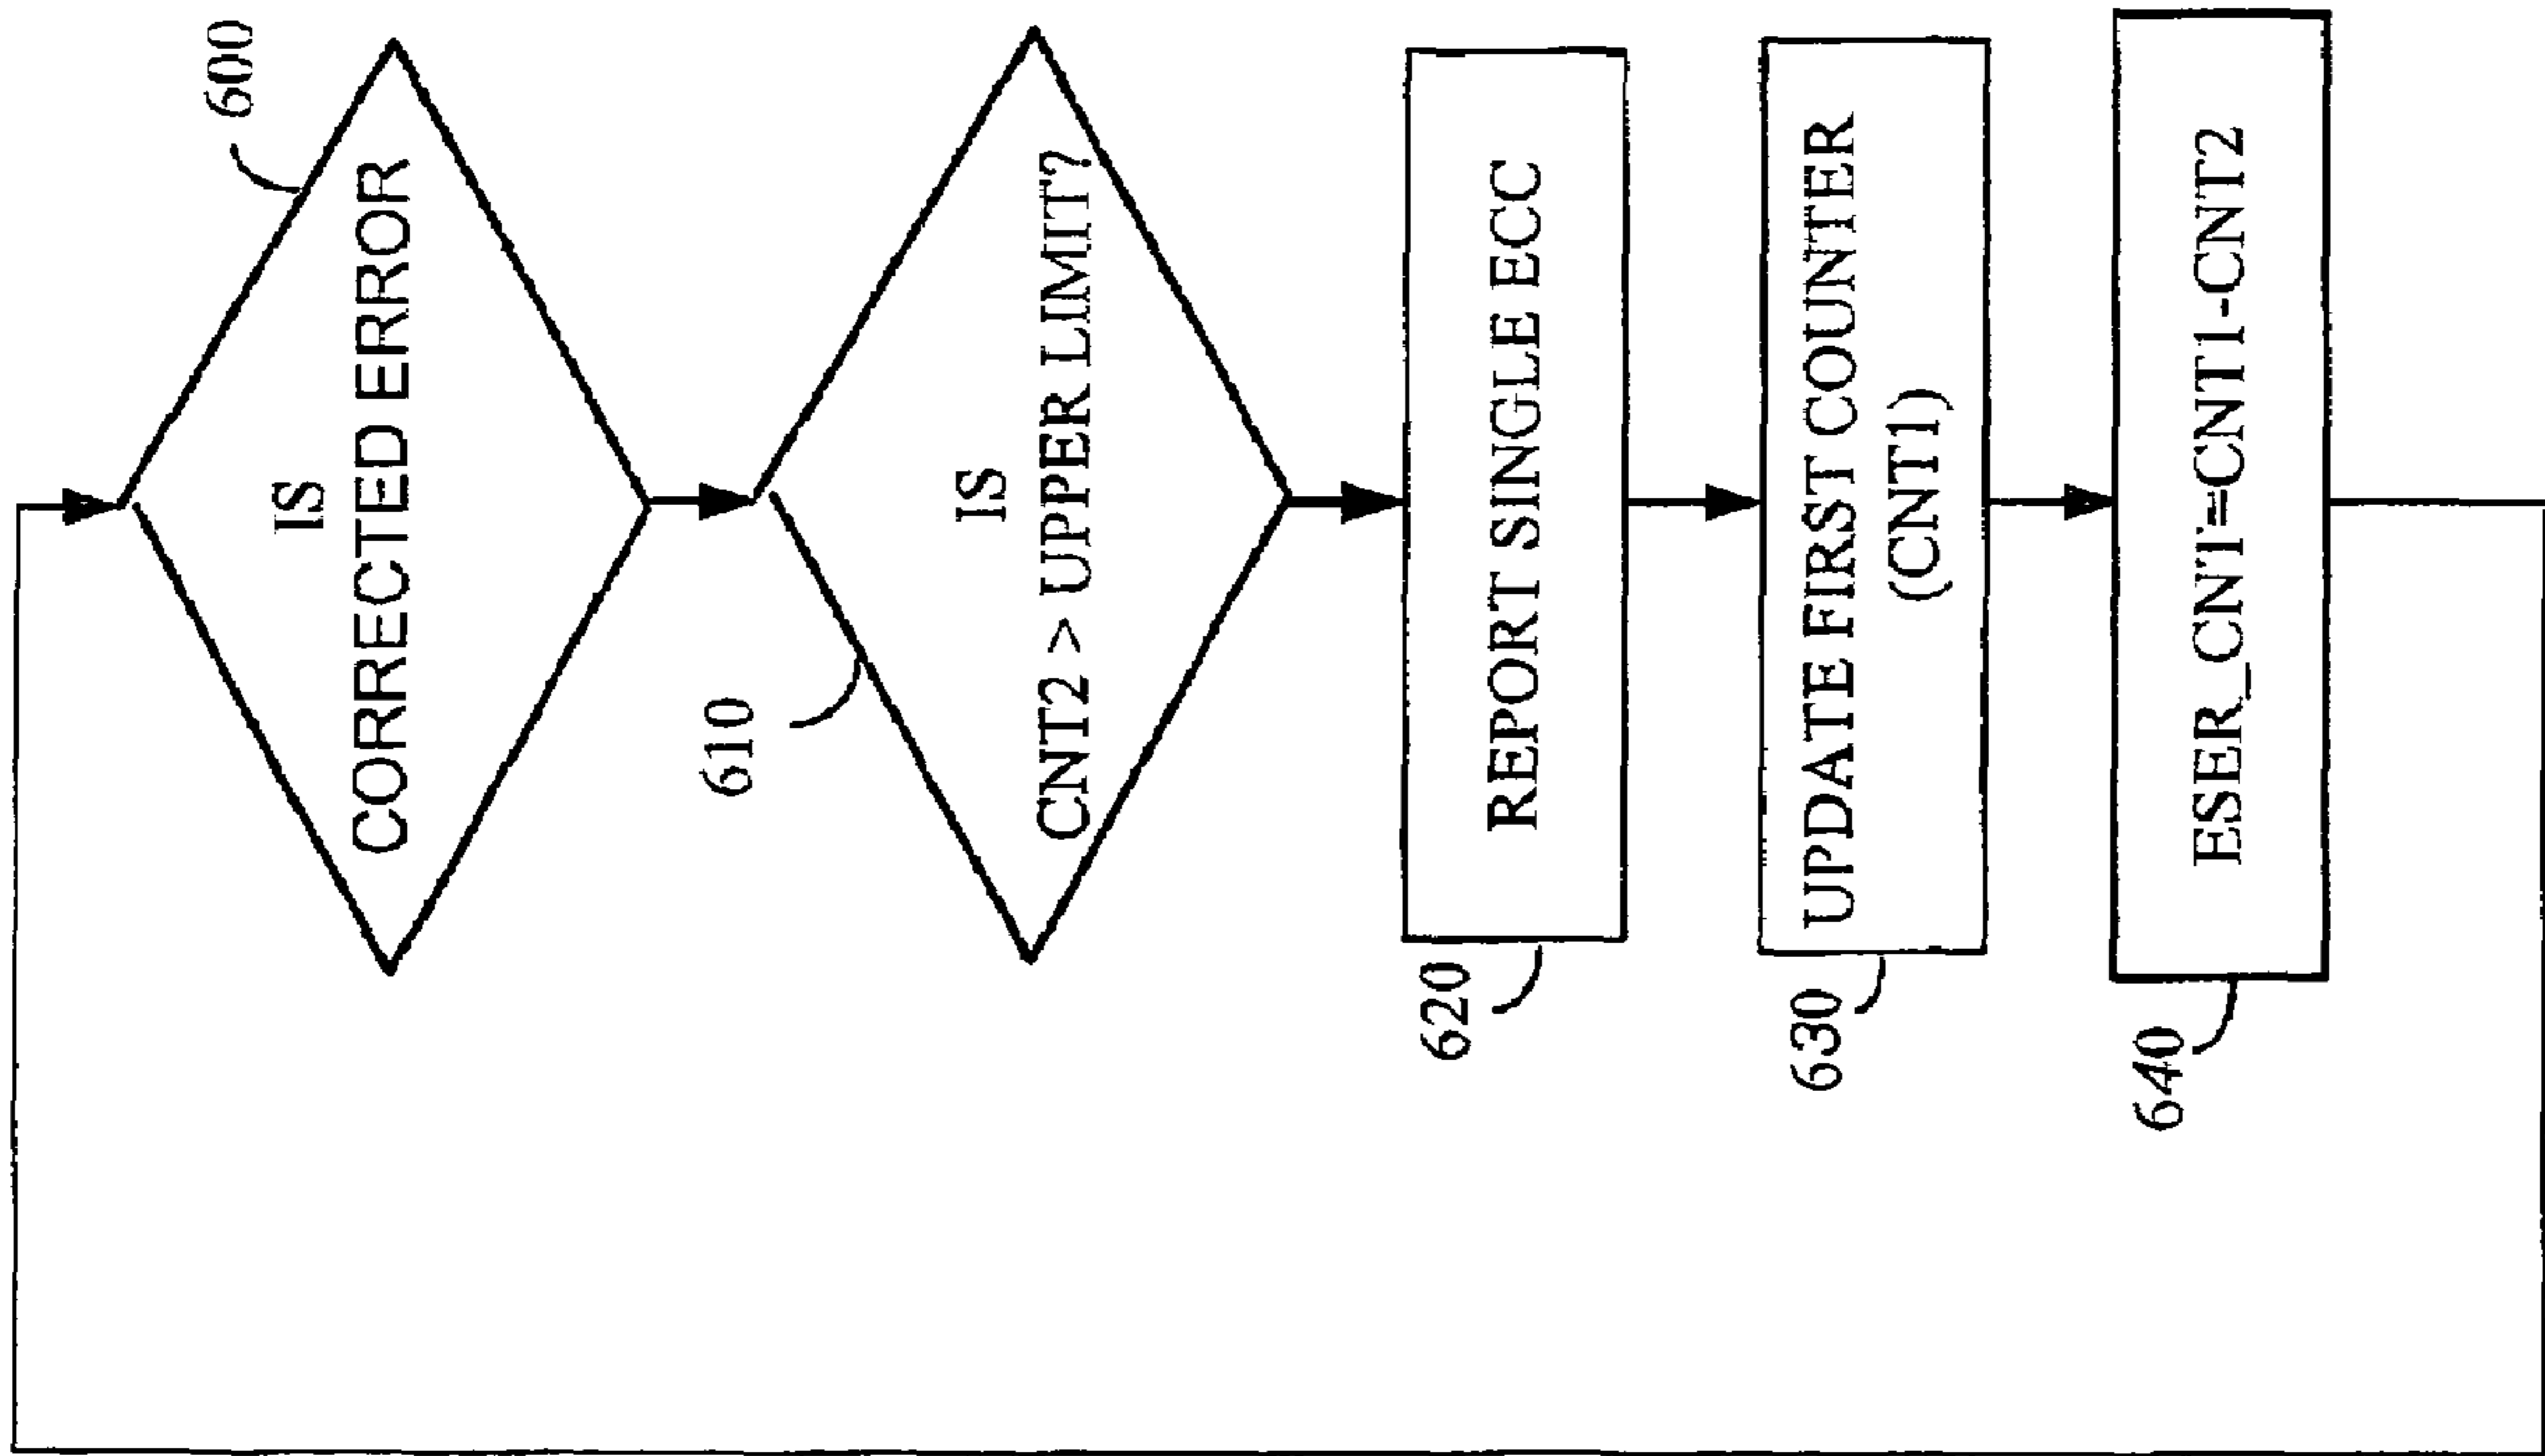 600
IS
CORRECTED ERROR
610
IS
CNT2 > UPPER LIMIT?
620
REPORT SINGLE ECC
630
UPDATE FIRST COUNTER
(CNT1)
640
ESER_CNT=CNT1-CNT2